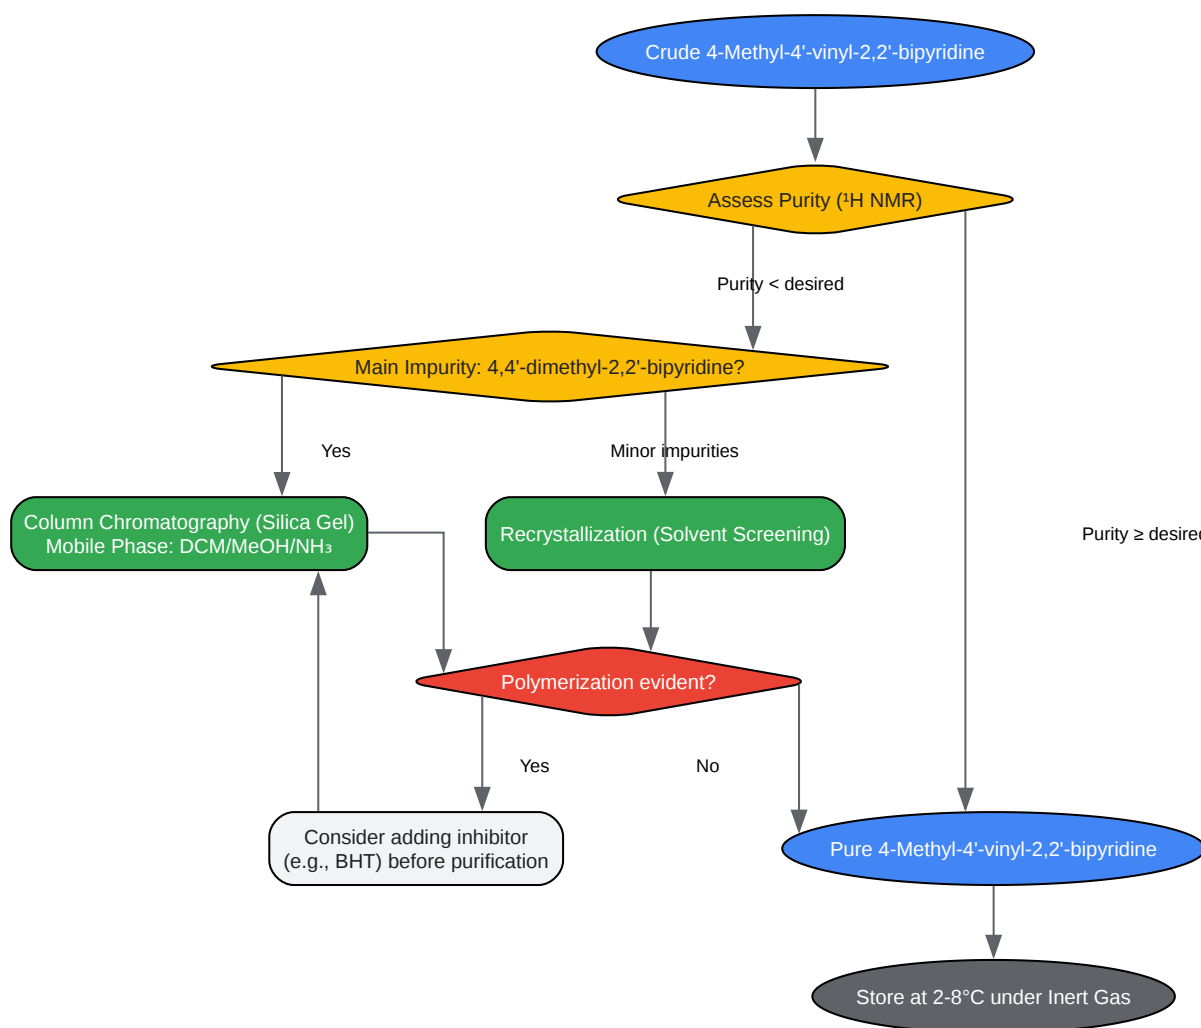 Crude 4-Methyl-4'-vinyl-2,2'-bipyridine
Assess Purity (¹H NMR)
Purity < desired
Main Impurity: 4,4'-dimethyl-2,2'-bipyridine?
Yes
Minor impurities
Column Chromatography (Silica Gel)
Mobile Phase: DCM/MeOH/NH₃
Recrystallization (Solvent Screening)
Purity ≥ desired
Polymerization evident?
Yes
No
Consider adding inhibitor
(e.g., BHT) before purification
Pure 4-Methyl-4'-vinyl-2,2'-bipyridine
Store at 2-8°C under Inert Gas